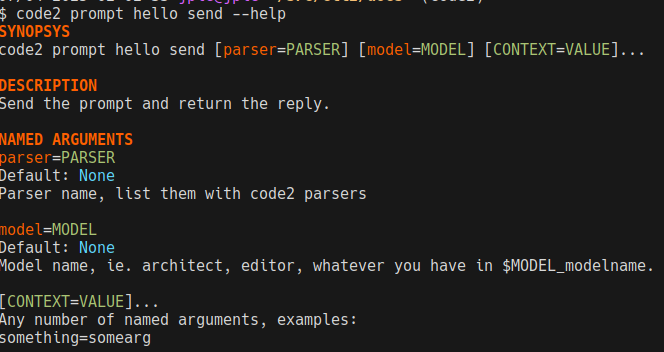 $ code2 prompt hello send --help
SYNOPSYS
code2 prompt hello send [parser=PARSER] [model=MODEL] [CONTEXT=VALUE]...
DESCRIPTION
Send the prompt and return the reply.
NAMED ARGUMENTS
parser=PARSER
Default: None
Parser name, list them with code2 parsers
model=MODEL
Default: None
Model name, ie. architect, editor, whatever you have in $MODEL_modelname.
[CONTEXT=VALUE]...
Any number of named arguments, examples:
something=somearg